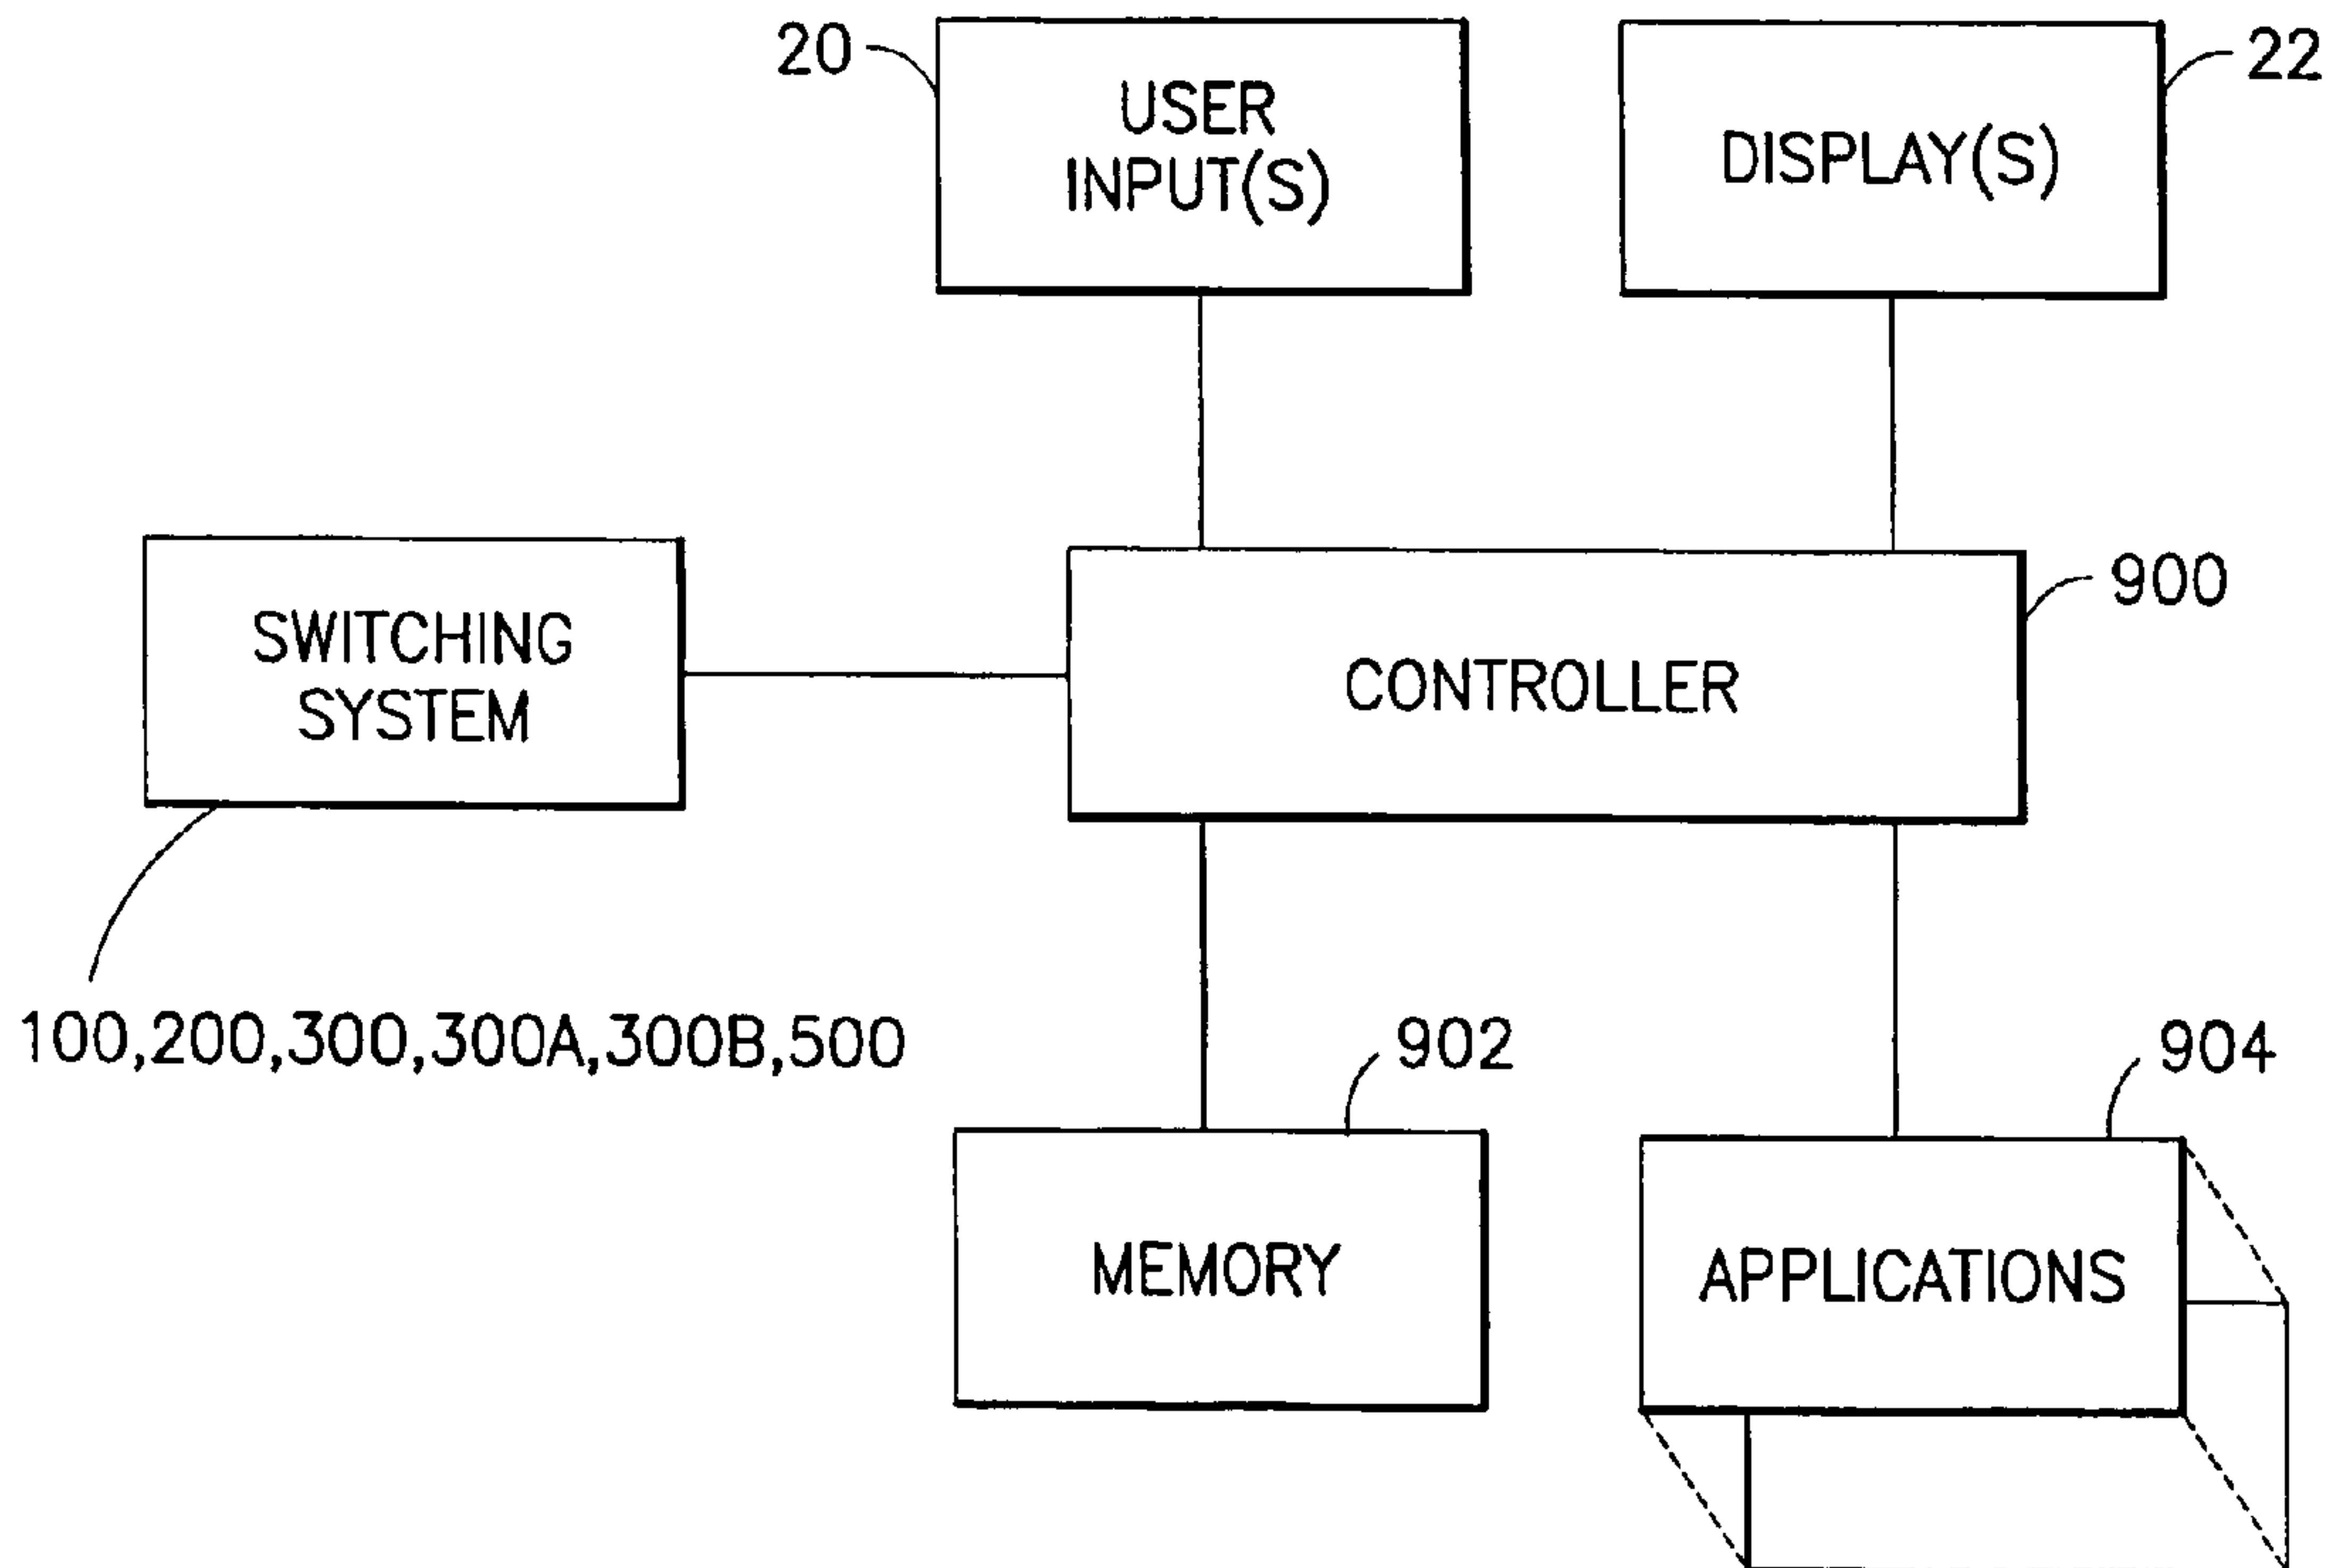 20
USER
INPUT(S)
DISPLAY(S)
22
SWITCHING
SYSTEM
CONTROLLER
900
100,200,300,300A,300B,500
902
904
MEMORY
APPLICATIONS